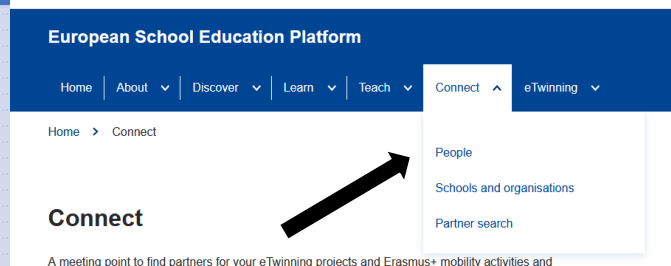 European School Education Platform
Home About Discover Learn Teach Connect eTwinning
Home > Connect
People
Schools and organisations
Partner search
Connect
A meeting point to find partners for your eTwinning projects and Erasmus+ mobility activities and